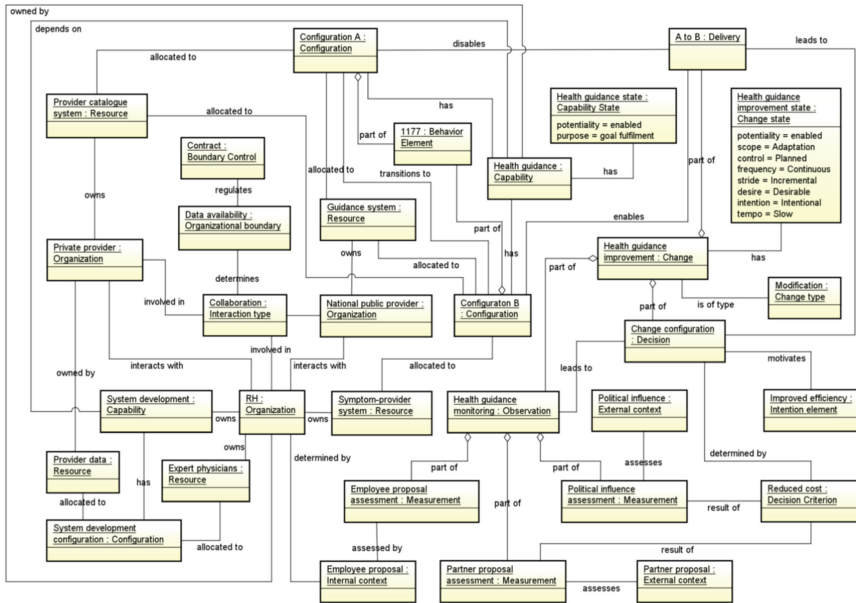 owned by
depends on
Configuration A :
Configuration
disables
A to B : Delivery
leads to
allocated to
Provider catalogue
system : Resource
allocated to
has
Health guidance state :
Capability State
potentiality = enabled
purpose = goal fulfilment
Health guidance
improvement state :
Change state
potentiality = enabled
scope = Adaptation
control = Planned
frequency = Continuous
stride = Incremental
desire = Desirable
intention = Intentional
tempo = Slow
part of
1177 : Behavior
Element
Contract :
Boundary Control
part of
Health guidance :
Capability
allocated to
transitions to
has
regulates
owns
Guidance system :
Resource
Data availability :
Organizational boundary
part of
enables
owns
Private provider :
Organization
allocated to
has
part of
Health guidance
improvement : Change
has
determines
involved in
Collaboration :
Interaction type
National public provider :
Organization
Configuraton B
: Configuration
is of type
Modification :
Change type
part of
Change configuration
: Decision
interacts with
involved in
interacts with
allocated to
leads to
motivates
owned by
System development :
Capability
owns
RH :
Organization
owns
Symptom-provider
system : Resource
Health guidance
monitoring : Observation
Political influence :
External context
Improved efficiency :
Intention element
owns
determined by
determined by
Provider data :
Resource
Expert physicians :
Resource
has
part of
part of
assesses
Employee proposal
assessment : Measurement
part of
Political influence
assessment : Measurement
Reduced cost :
Decision Criterion
result of
allocated to
System development
configuration : Configuration
allocated to
assessed by
result of
Employee proposal :
Internal context
Partner proposal
assessment : Measurement
assesses
Partner proposal :
External context